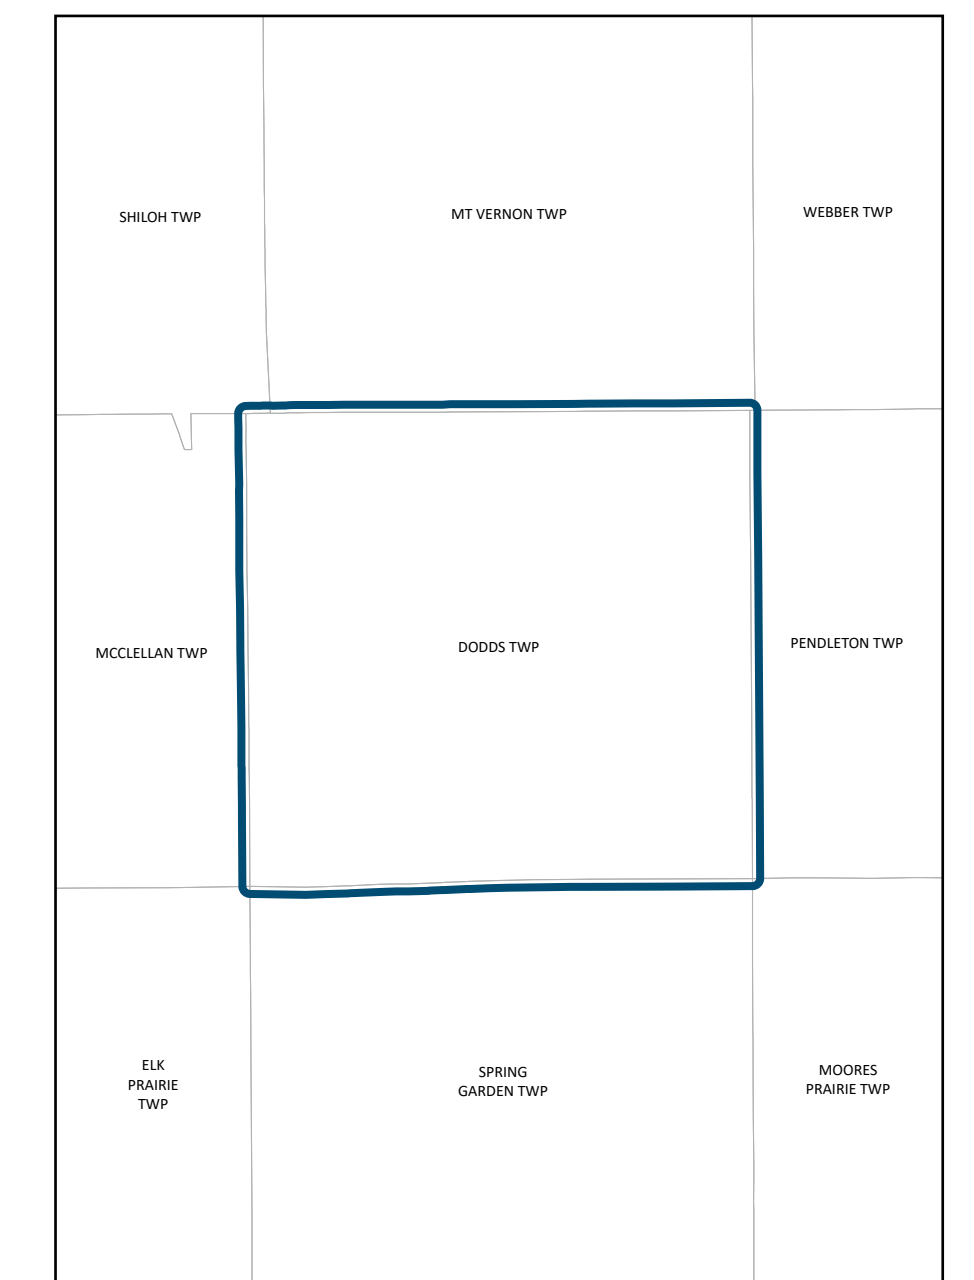 SHILOH TWP
MT VERNON TWP
WEBBER TWP
MCCLELLAN TWP
DODDS TWP
PENDLETON TWP
ELK
PRAIRIE
TWP
SPRING
GARDEN TWP
MOORES
PRAIRIE TWP